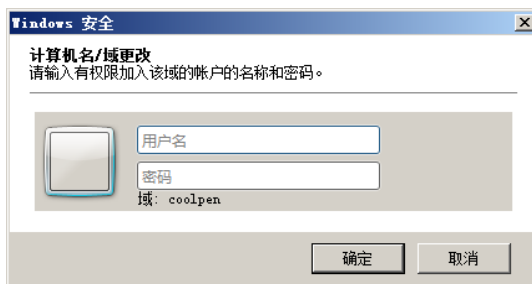 Windows 安全
计算机名/域更改
请输入有权限加入该域的帐户的名称和密码。
用户名
密码
域: coolpen
确定
取消